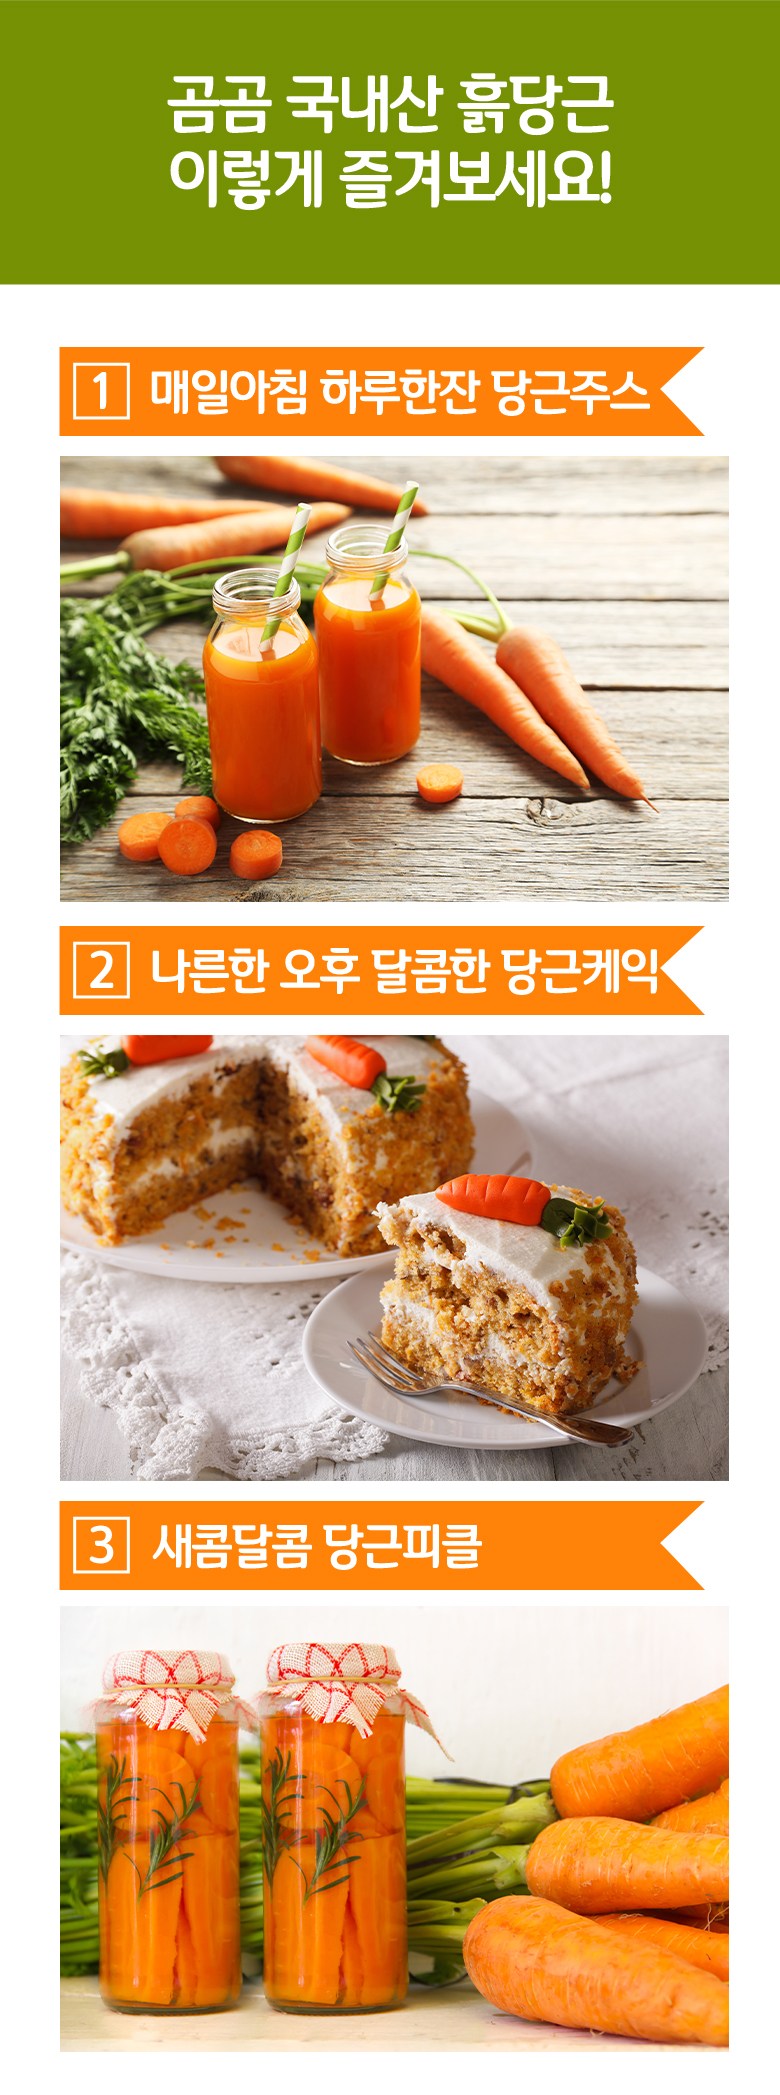 곰곰 국내산 흙당근
이렇게 즐겨보세요!
1 매일아침 하루한잔 당근주스
2 나른한 오후 달콤한 당근케익
3 새콤달콤 당근피클